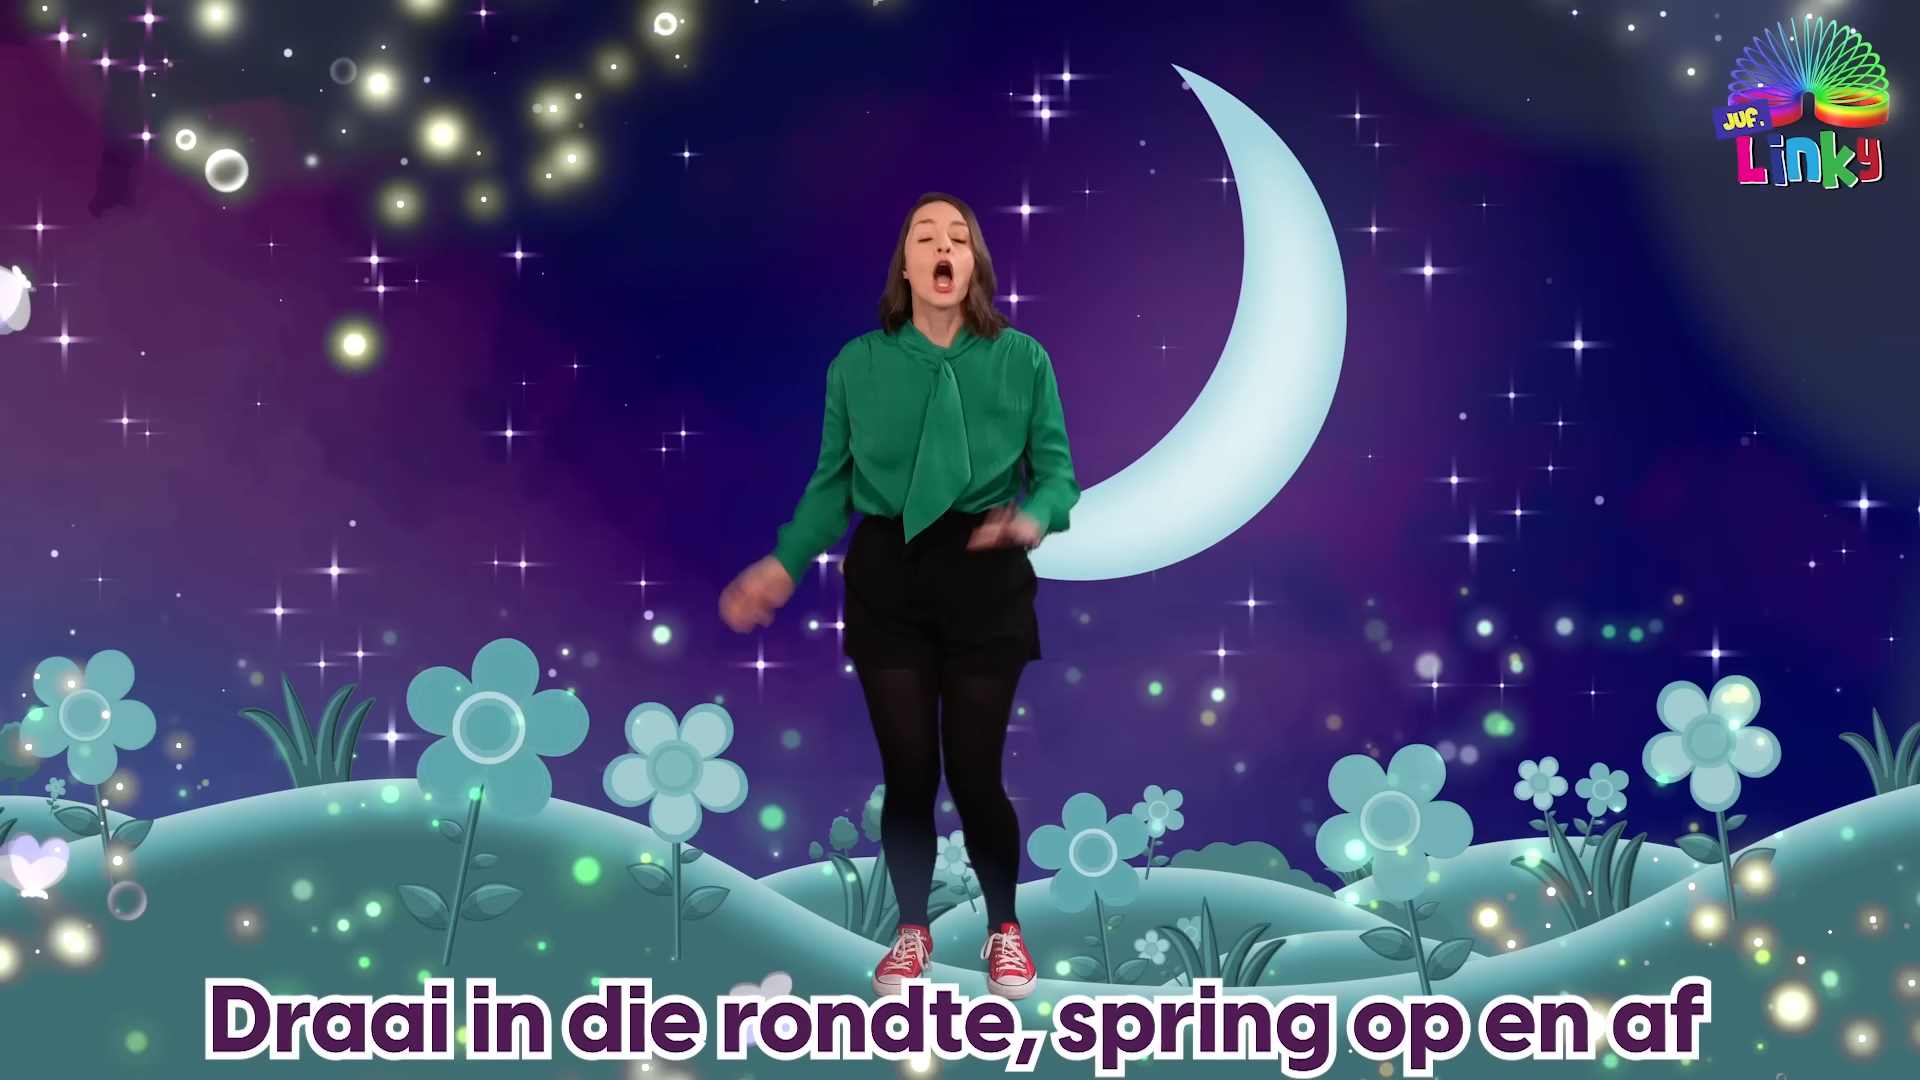 JUF.
Linky
Draai in die rondte, spring op en af